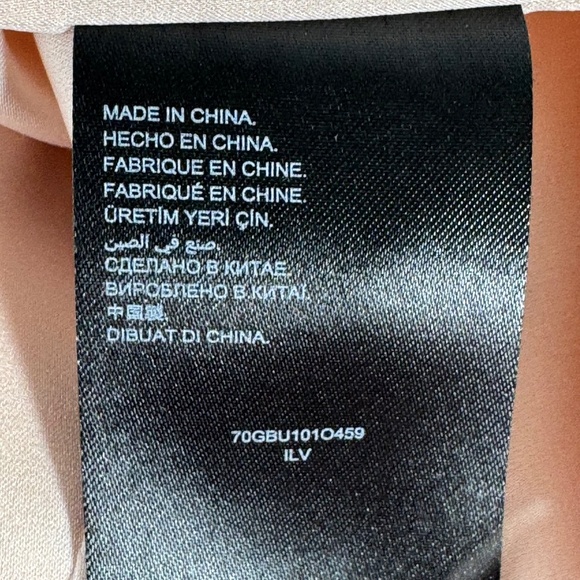 MADE IN CHINA.
HECHO EN CHINA.
FABRIQUE EN CHINE.
FABRIQUÉ EN CHINE.
ÜRETİM YERİ ÇİN.
صنع في الصين.
СДЕЛАНО В КИТАЕ.
ВИРОБЛЕНО В КИТАЇ.
中国製.
DIBUAT DI CHINA.
70GBU101O459
ILV